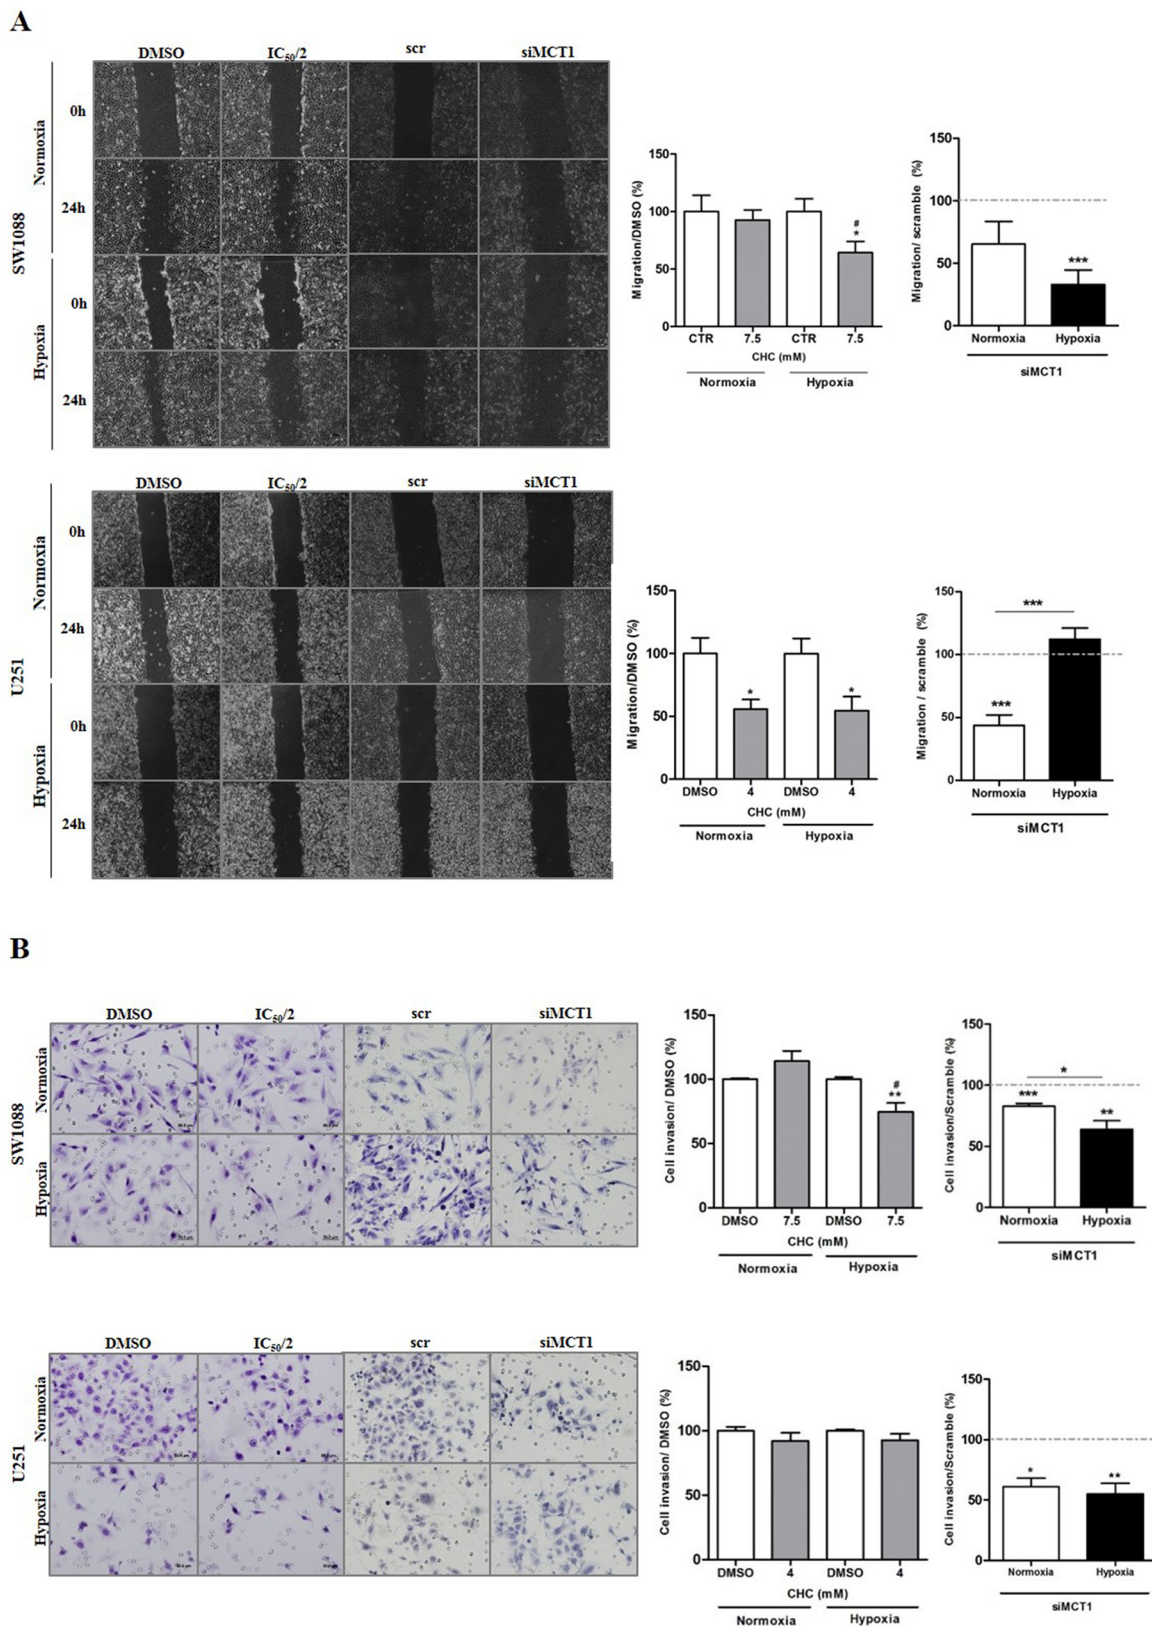 A
DMSO IC50/2 scr siMCT1
SW1088
Normoxia
0h
24h
Hypoxia
0h
24h
Migration/DMSO (%)
150
100
50
0
# 
*
CTR 7.5 CTR 7.5
CHC (mM)
Normoxia Hypoxia
Migration/ scramble (%)
150
100
50
0
***
Normoxia Hypoxia
siMCT1
DMSO IC50/2 scr siMCT1
U251
Normoxia
0h
24h
Hypoxia
0h
24h
Migration/DMSO (%)
150
100
50
0
* *
DMSO 4 DMSO 4
CHC (mM)
Normoxia Hypoxia
Migration / scramble (%)
150
100
50
0
***
***
Normoxia Hypoxia
siMCT1
B
DMSO IC50/2 scr siMCT1
SW1088
Normoxia
Hypoxia
Cell invasion/ DMSO (%)
150
100
50
0
#
**
DMSO 7.5 DMSO 7.5
CHC (mM)
Normoxia Hypoxia
Cell invasion/Scramble (%)
150
100
50
0
*
***
**
Normoxia Hypoxia
siMCT1
DMSO IC50/2 scr siMCT1
U251
Normoxia
Hypoxia
Cell invasion/ DMSO (%)
150
100
50
0
DMSO 4 DMSO 4
CHC (mM)
Normoxia Hypoxia
Cell invasion/Scramble (%)
150
100
50
0
* **
Normoxia Hypoxia
siMCT1